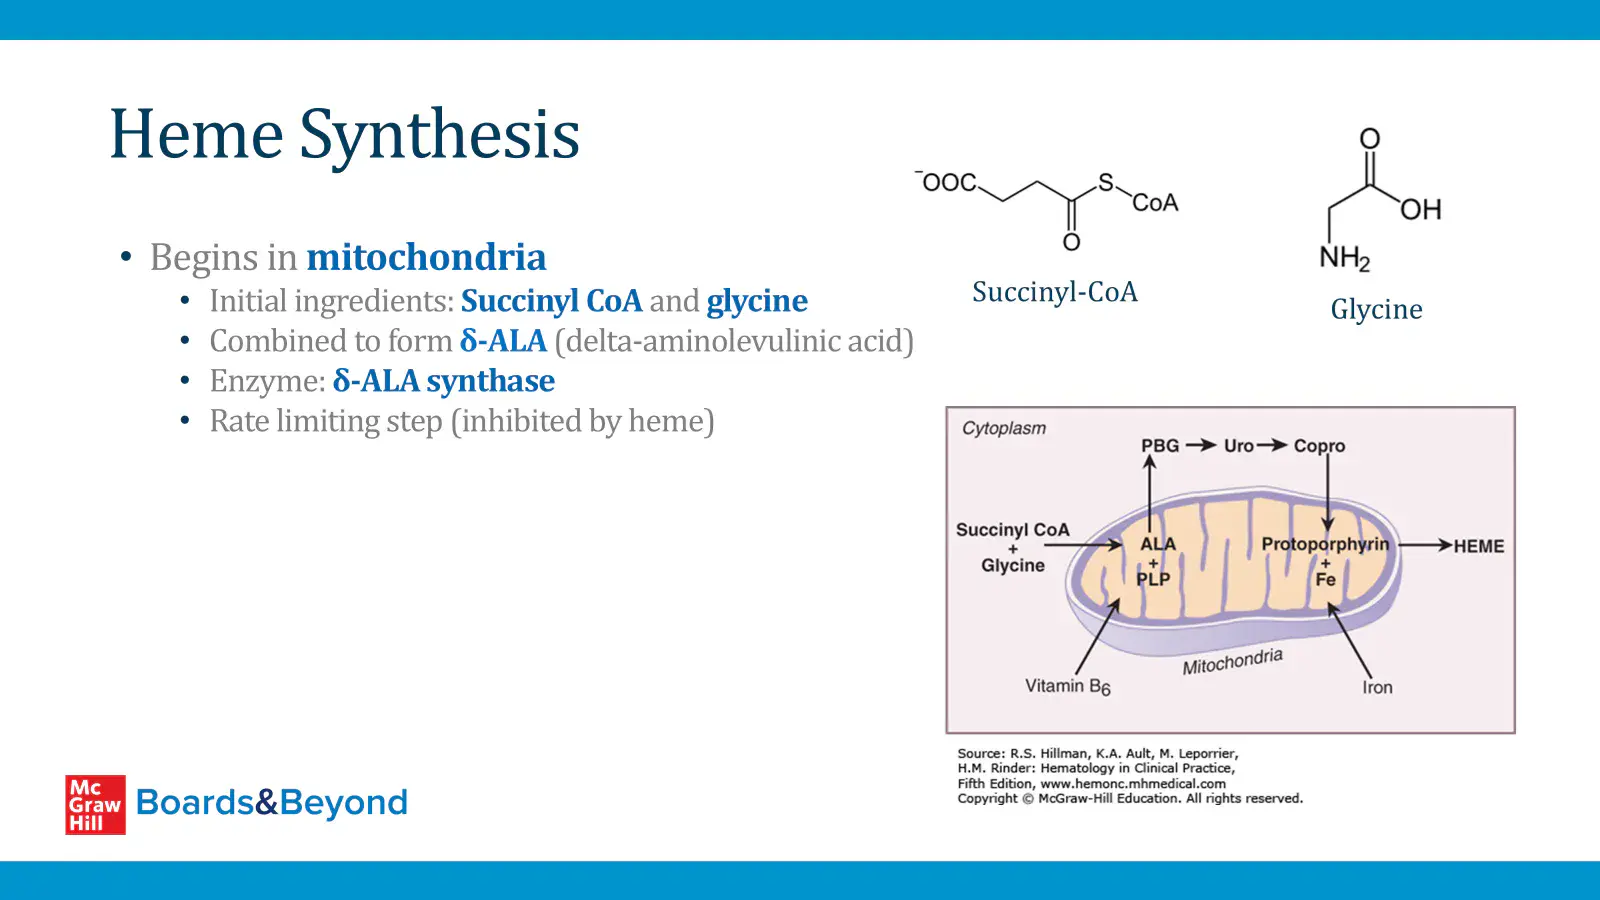 Heme Synthesis
• Begins in mitochondria
• Initial ingredients: Succinyl CoA and glycine
• Combined to form δ-ALA (delta-aminolevulinic acid)
• Enzyme: δ-ALA synthase
• Rate limiting step (inhibited by heme)
⁻OOC
S
CoA
O
Succinyl-CoA
O
OH
NH₂
Glycine
Cytoplasm
PBG → Uro → Copro
Succinyl CoA
+
Glycine
ALA
+
PLP
Protoporphyrin
+
Fe
HEME
Mitochondria
Vitamin B₆
Iron
Source: R.S. Hillman, K.A. Ault, M. Leporrier,
H.M. Rinder: Hematology in Clinical Practice,
Fifth Edition, www.hemonc.mhmedical.com
Copyright © McGraw-Hill Education. All rights reserved.
Mc
Graw
Hill
Boards&Beyond